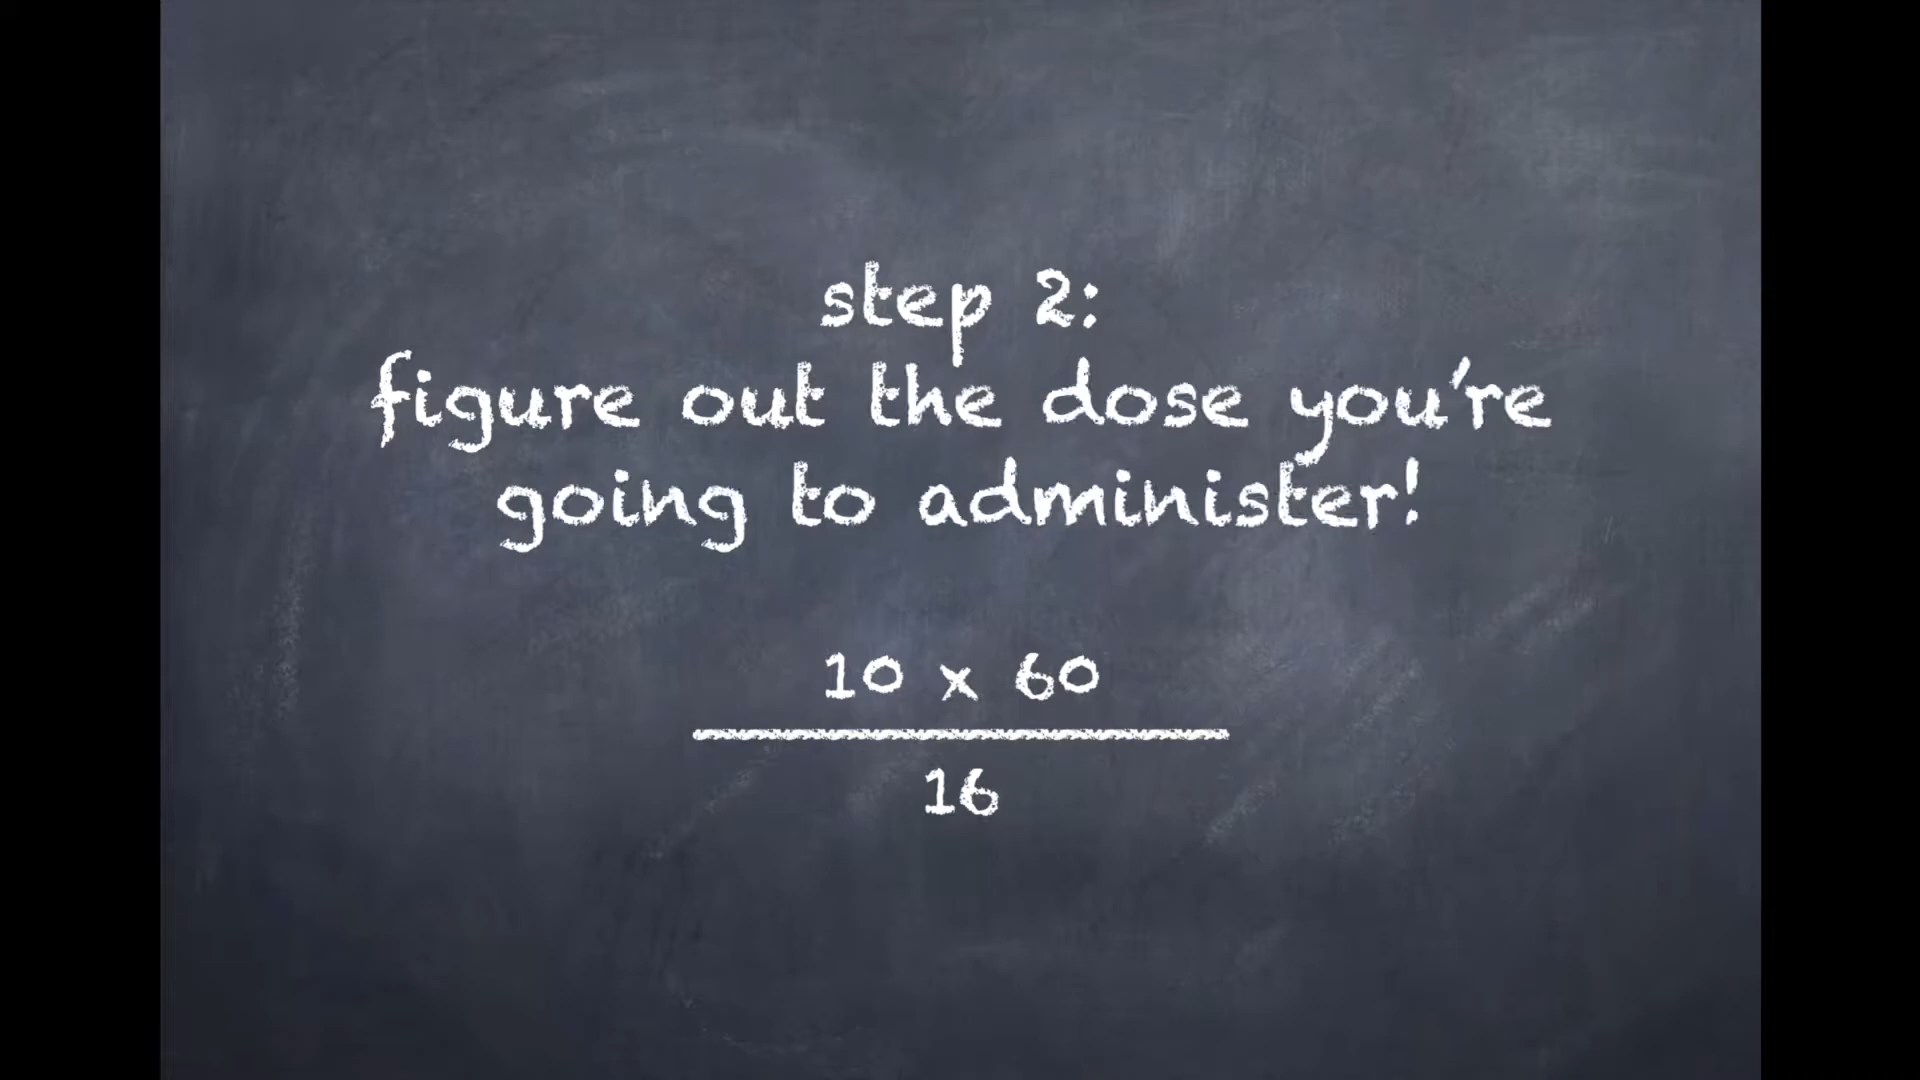 step 2:
figure out the dose you're
going to administer!
10 x 60
16